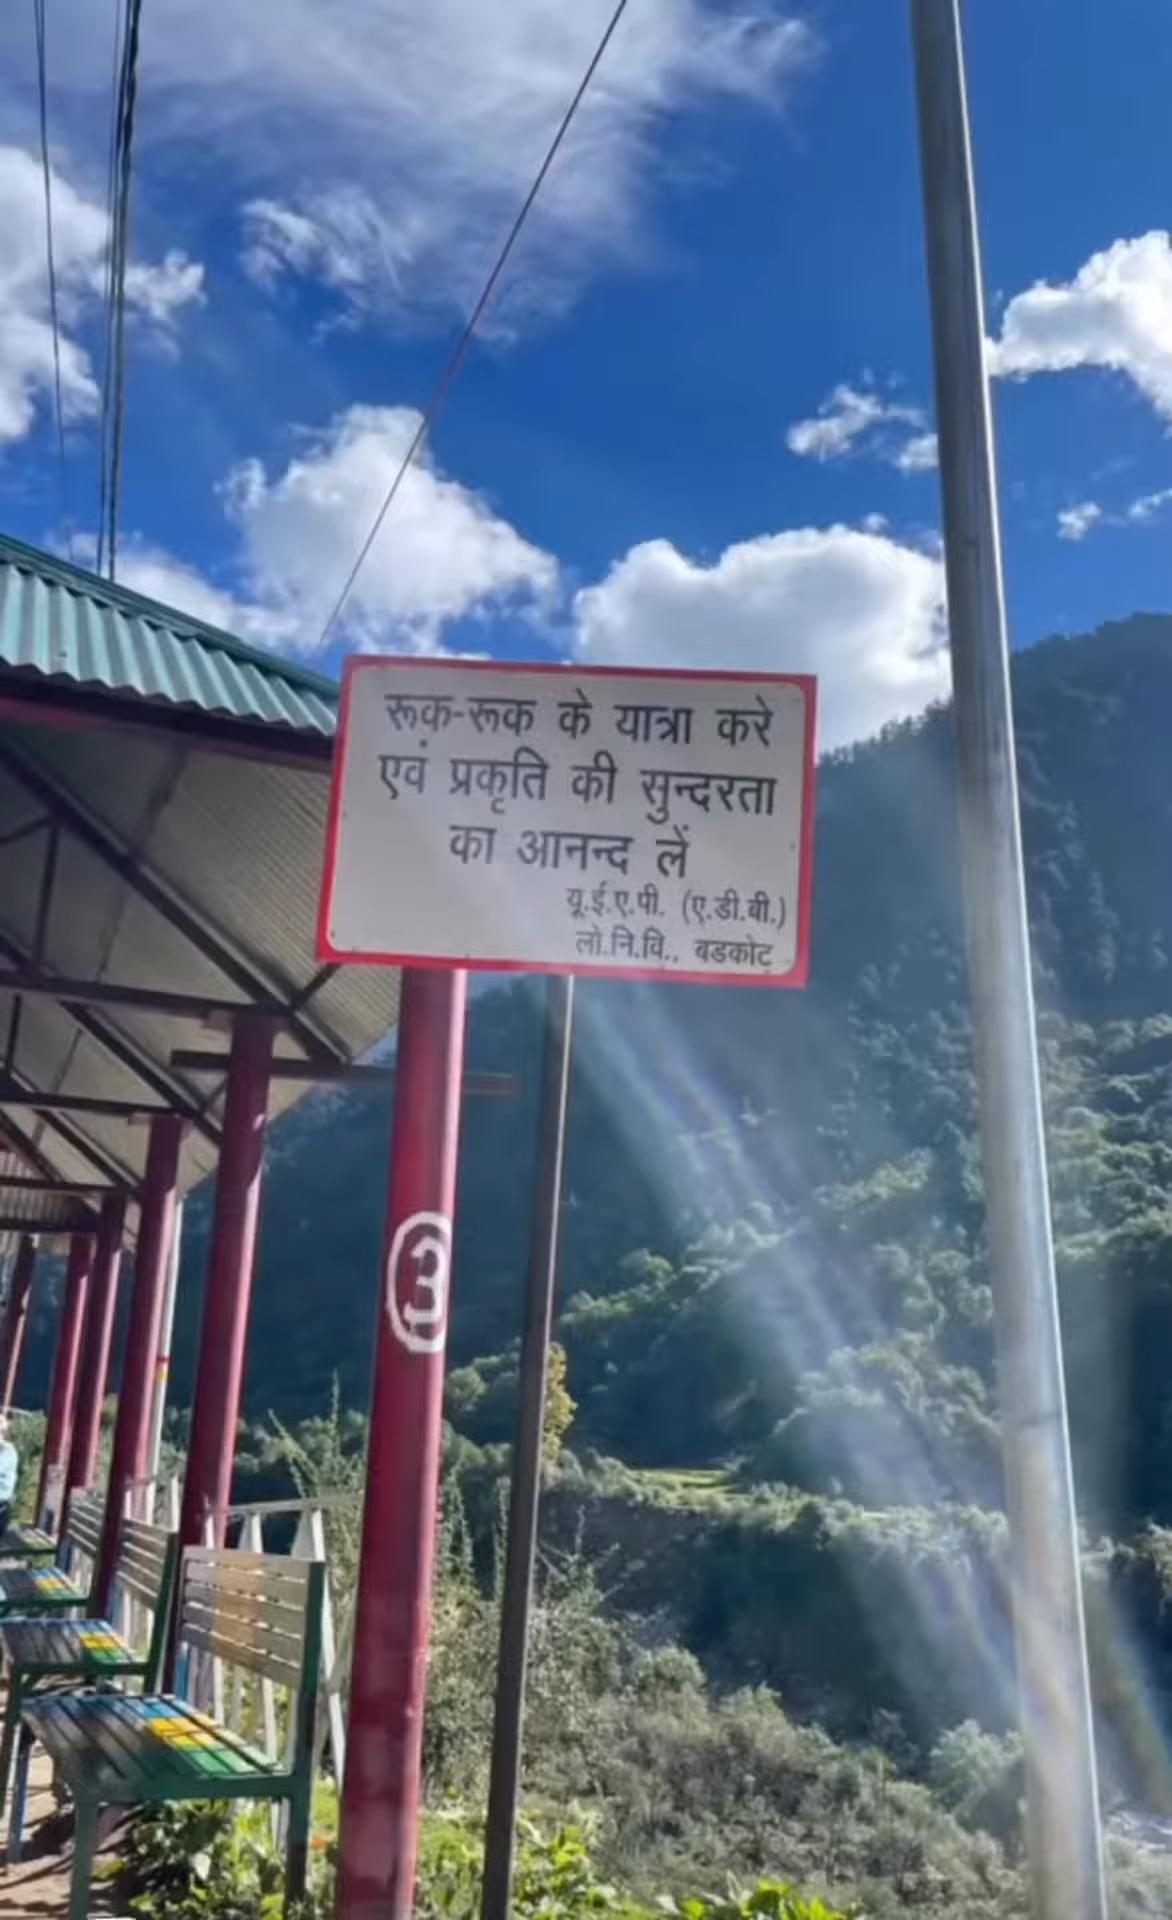 रूक-रूक के यात्रा करे
एवं प्रकृति की सुन्दरता
का आनन्द लें
यू.ई.ए.पी. (ए.डी.बी.)
लो.नि.वि., बडकोट
3